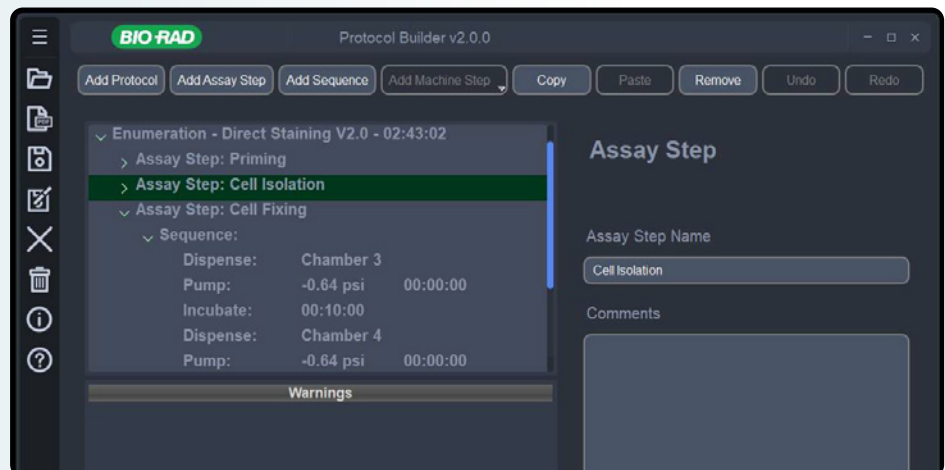 BIO-RAD Protocol Builder v2.0.0
Add Protocol Add Assay Step Add Sequence Add Machine Step Copy Paste Remove Undo Redo
PDF
Enumeration - Direct Staining V2.0 - 02:43:02
Assay Step: Priming
Assay Step: Cell Isolation
Assay Step: Cell Fixing
Sequence:
Dispense: Chamber 3
Pump: -0.64 psi 00:00:00
Incubate: 00:10:00
Dispense: Chamber 4
Pump: -0.64 psi 00:00:00
Warnings
Assay Step
Assay Step Name
Cell Isolation
Comments